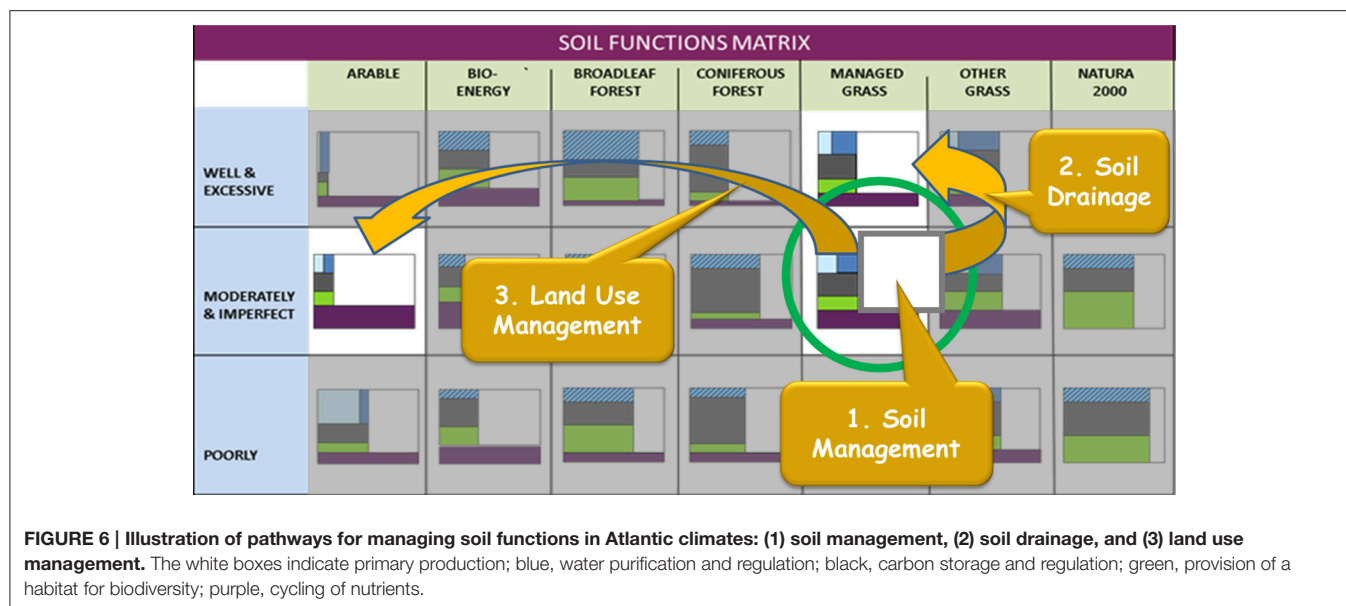 SOIL FUNCTIONS MATRIX
ARABLE
BIO-
ENERGY
BROADLEAF
FOREST
CONIFEROUS
FOREST
MANAGED
GRASS
OTHER
GRASS
NATURA
2000
WELL &
EXCESSIVE
2. Soil
Drainage
MODERATELY
& IMPERFECT
3. Land Use
Management
POORLY
1. Soil
Management
FIGURE 6 | Illustration of pathways for managing soil functions in Atlantic climates: (1) soil management, (2) soil drainage, and (3) land use
management. The white boxes indicate primary production; blue, water purification and regulation; black, carbon storage and regulation; green, provision of a
habitat for biodiversity; purple, cycling of nutrients.